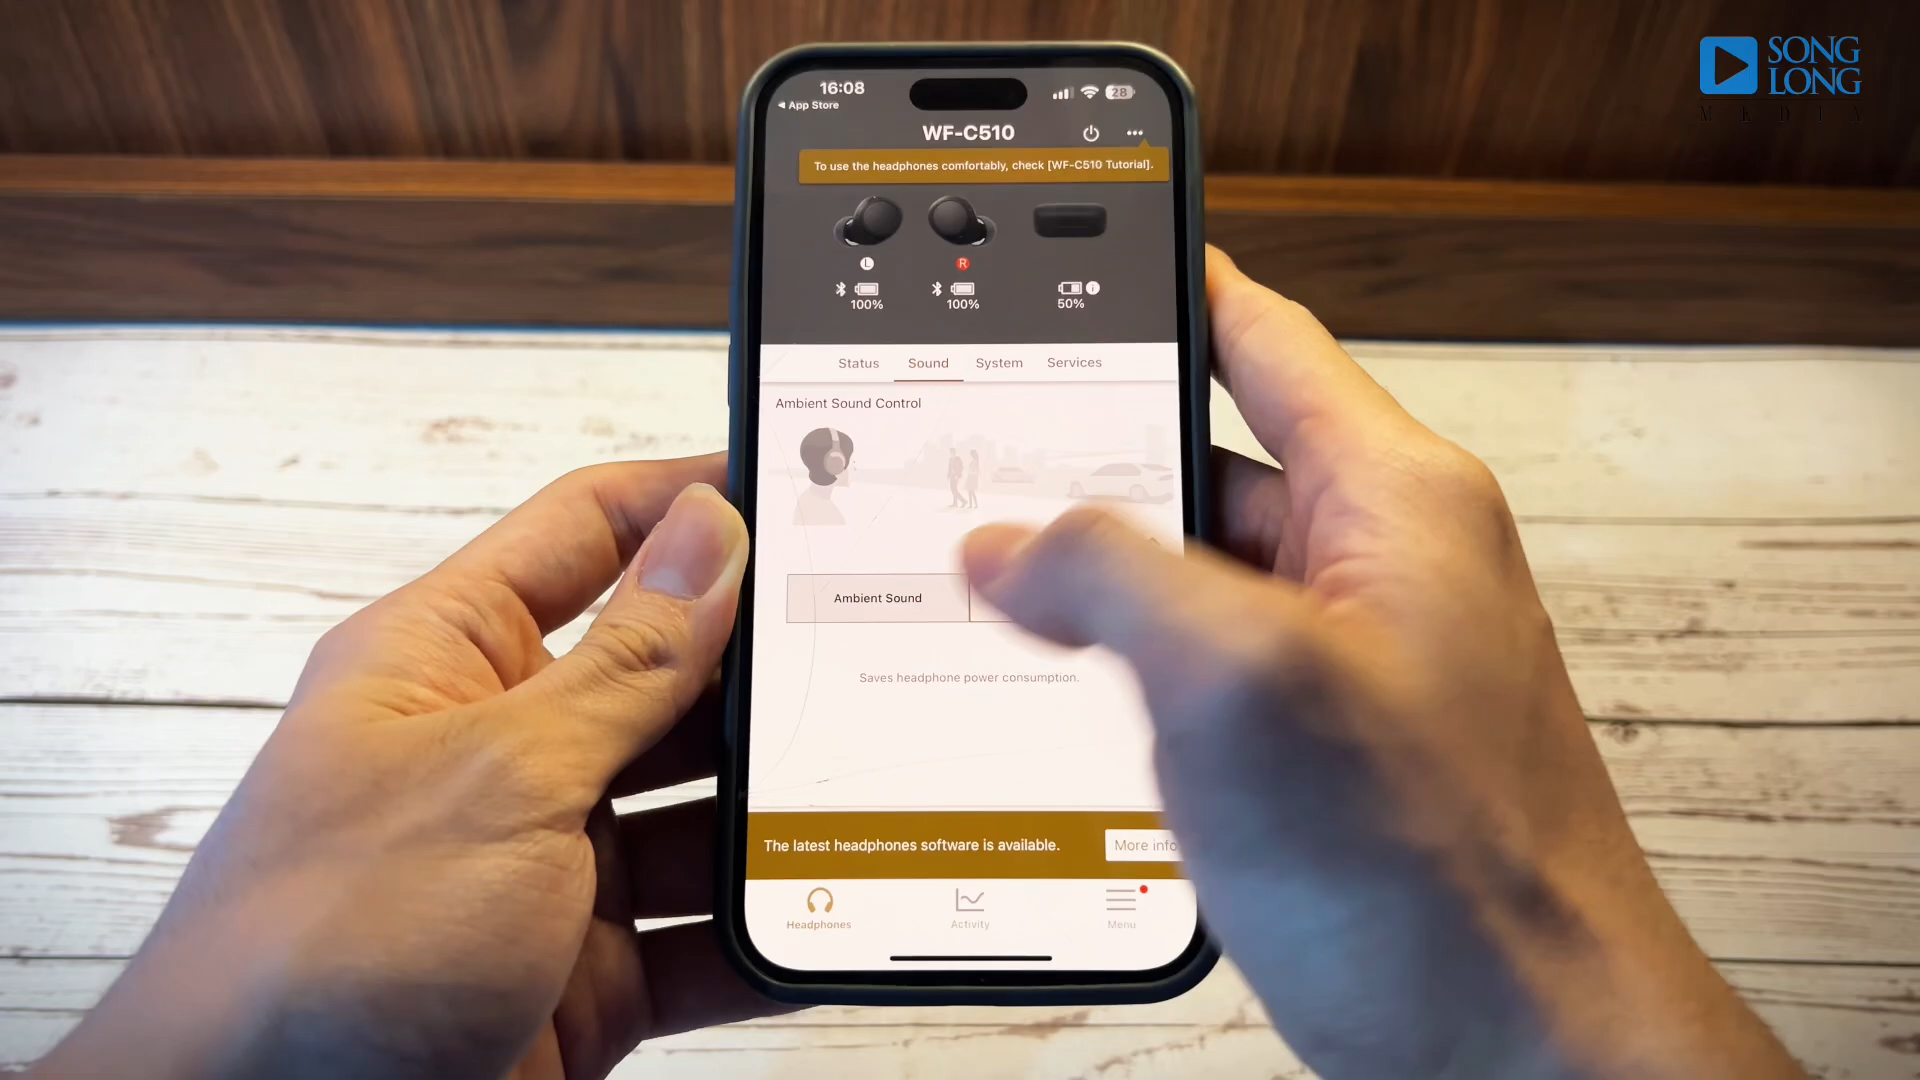 SONG
LONG
MEDIA
16:08
28
App Store
WF-C510
To use the headphones comfortably, check [WF-C510 Tutorial].
L
R
100%
100%
50%
Status
Sound
System
Services
Ambient Sound Control
Ambient Sound
Saves headphone power consumption.
The latest headphones software is available.
More info
Headphones
Activity
Menu